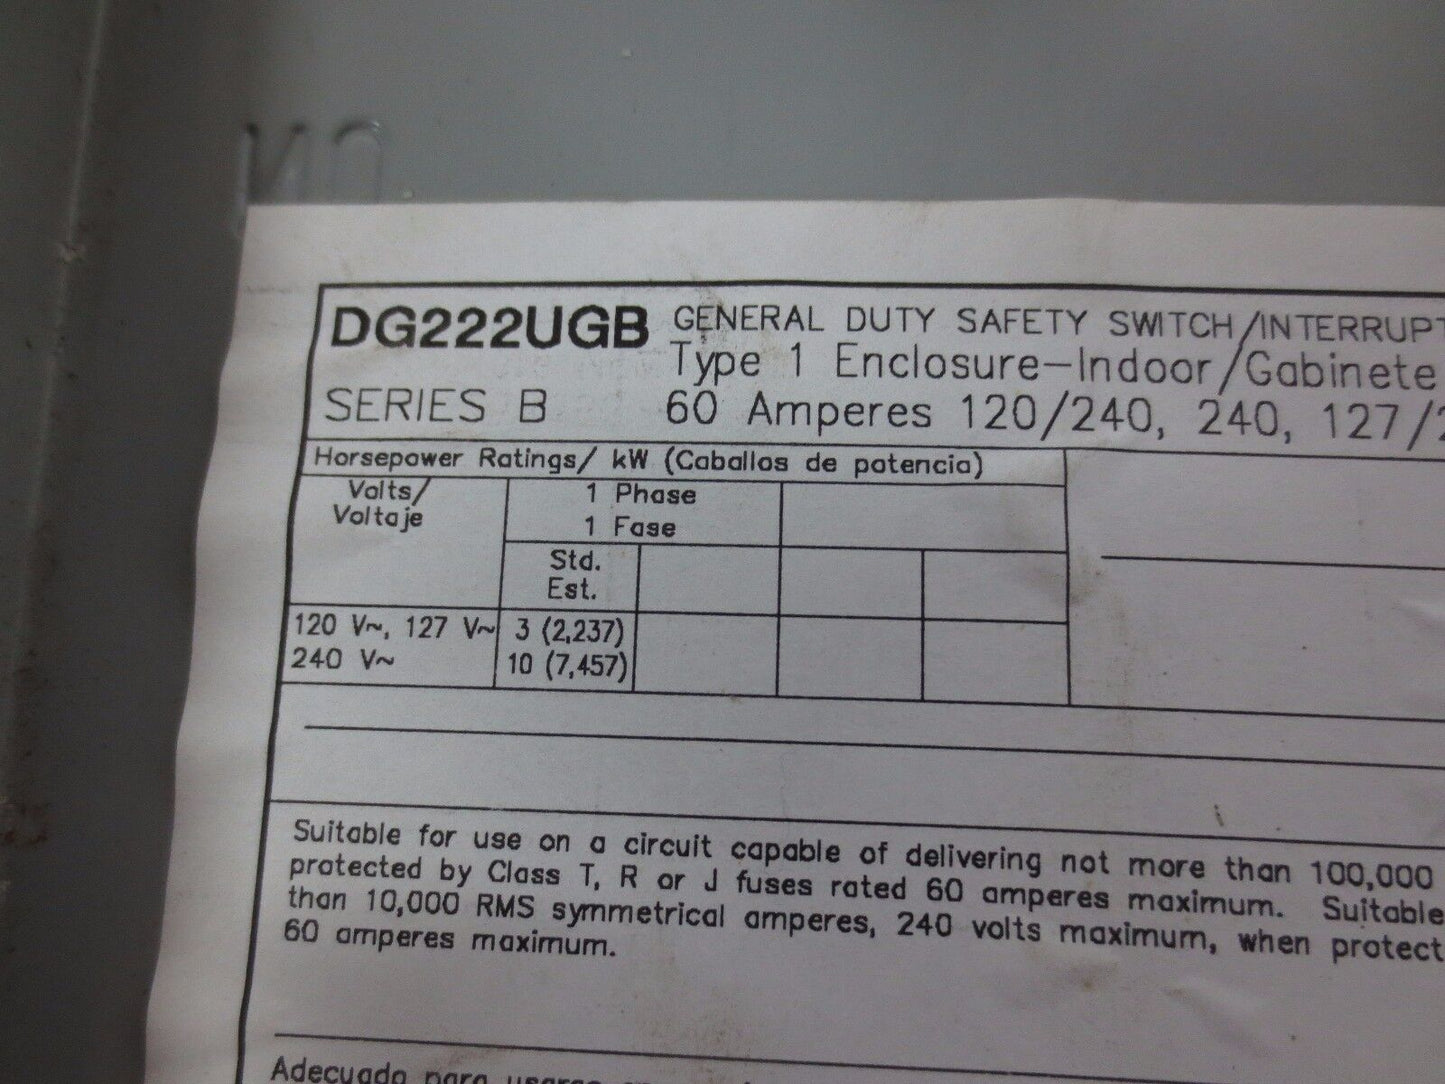 DG222UGB GENERAL DUTY SAFETY SWITCH/INTERRUPT
Type 1 Enclosure-Indoor/Gabinete
SERIES B 60 Amperes 120/240, 240, 127/2
Horsepower Ratings/ kW (Caballos de potencia)
Volts/ 1 Phase
Voltaje 1 Fase
Std.
Est.
120 V~, 127 V~ 3 (2,237)
240 V~ 10 (7,457)
Suitable for use on a circuit capable of delivering not more than 100,000
protected by Class T, R or J fuses rated 60 amperes maximum. Suitable
than 10,000 RMS symmetrical amperes, 240 volts maximum, when protect
60 amperes maximum.
Adecuado para usarse